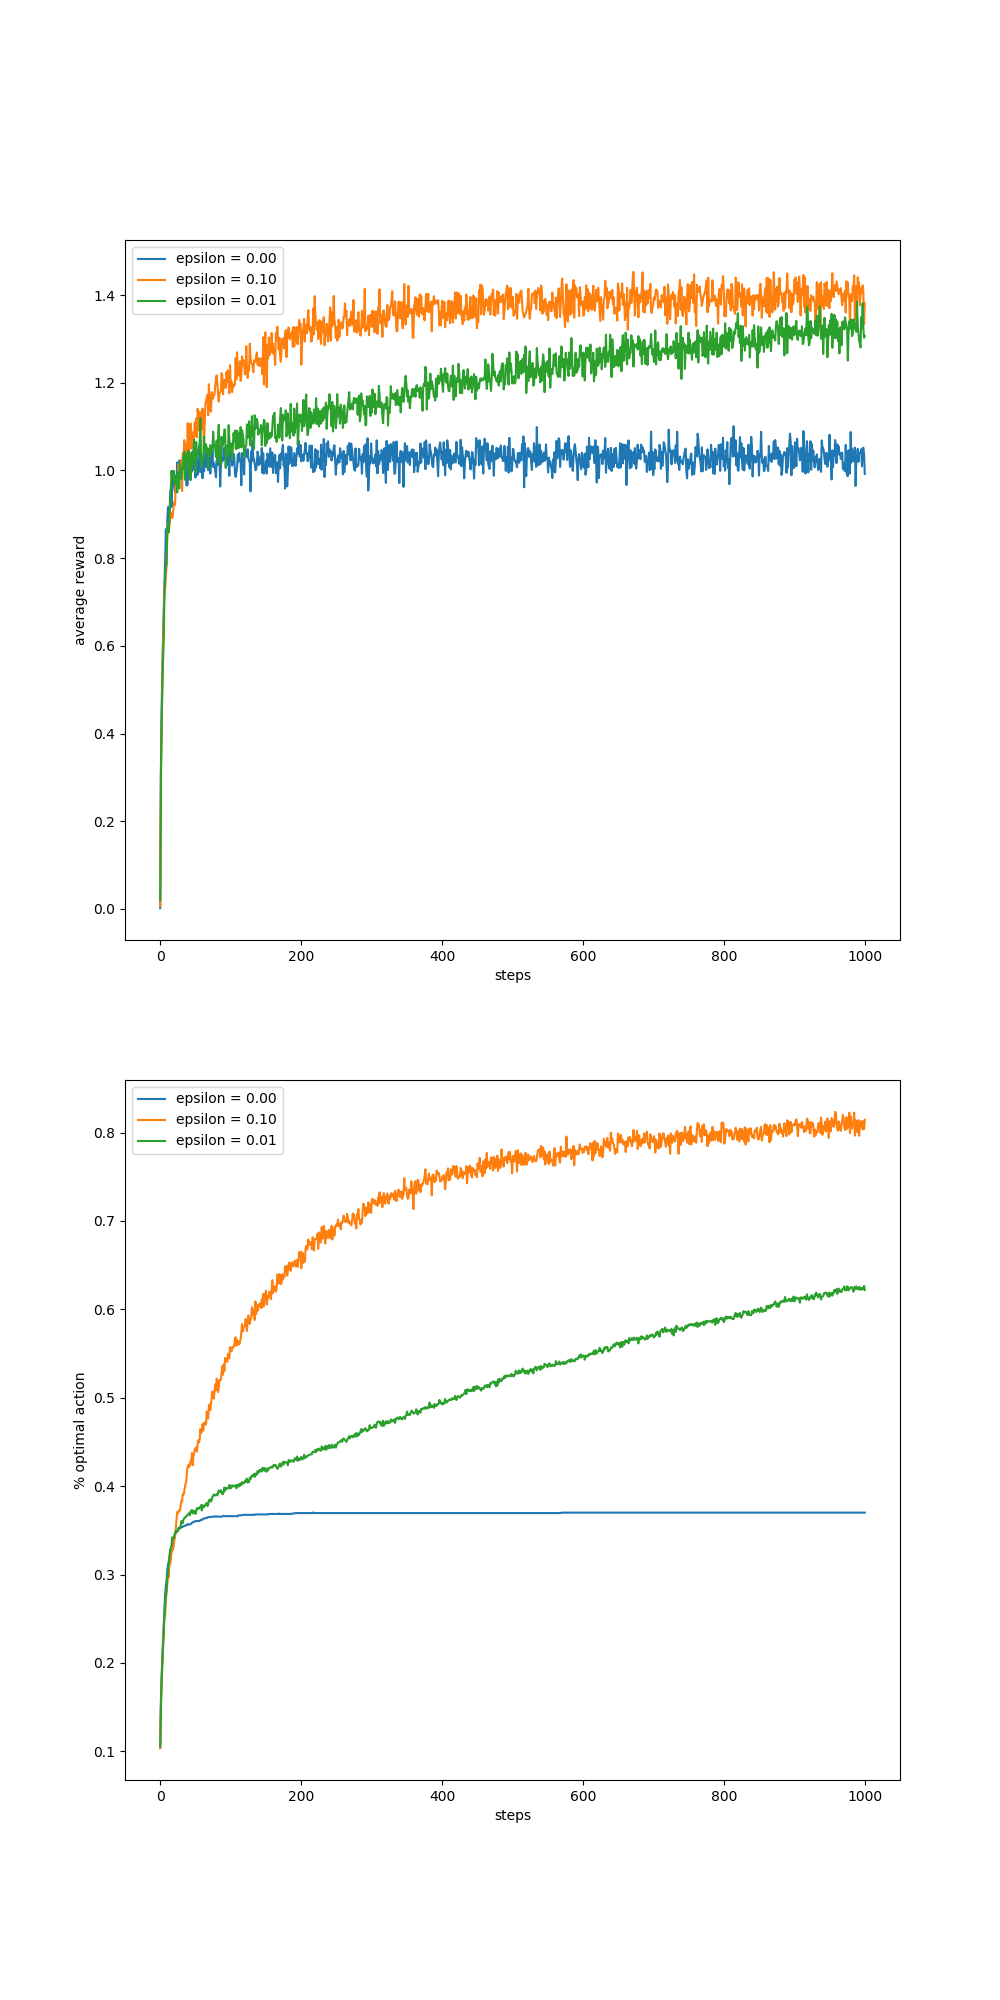 epsilon = 0.00
epsilon = 0.10
epsilon = 0.01
1.4
1.2
1.0
0.8
0.6
0.4
0.2
0.0
average reward
0 200 400 600 800 1000
steps
epsilon = 0.00
epsilon = 0.10
epsilon = 0.01
0.8
0.7
0.6
0.5
0.4
0.3
0.2
0.1
% optimal action
0 200 400 600 800 1000
steps